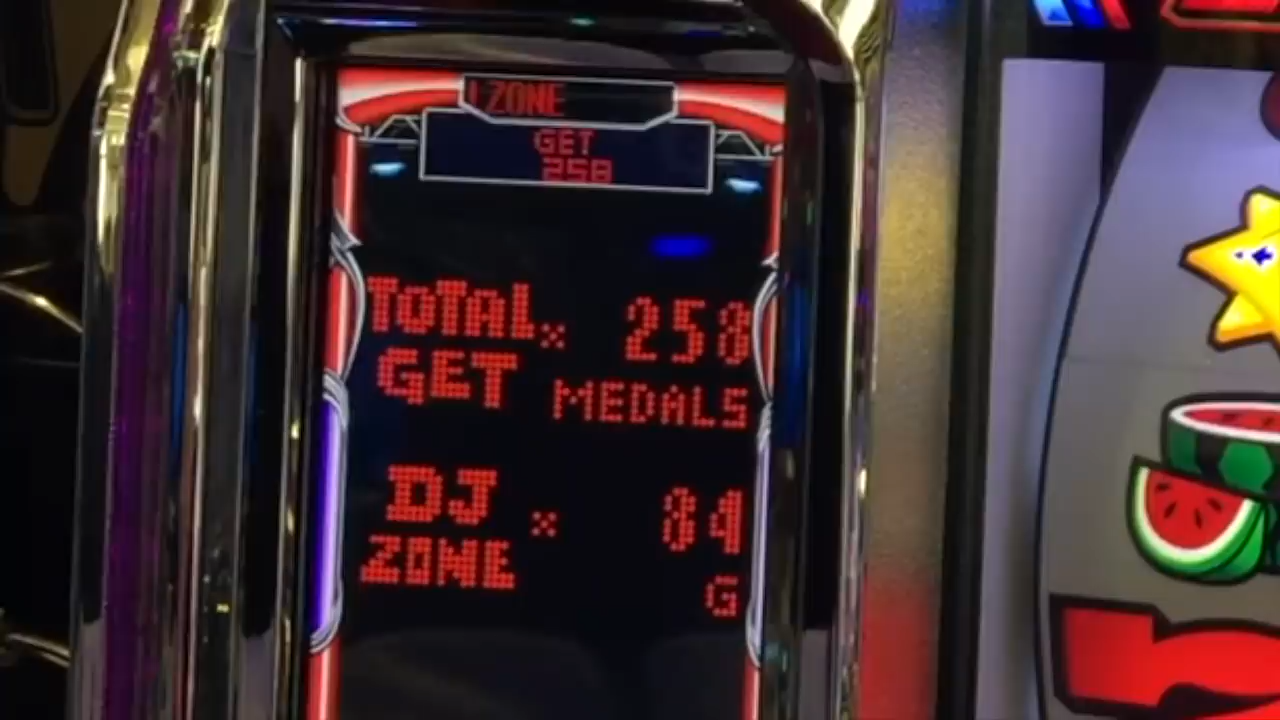 ZONE
GET
258
TOTAL × 258
GET MEDALS
DJ × 84
ZONE G